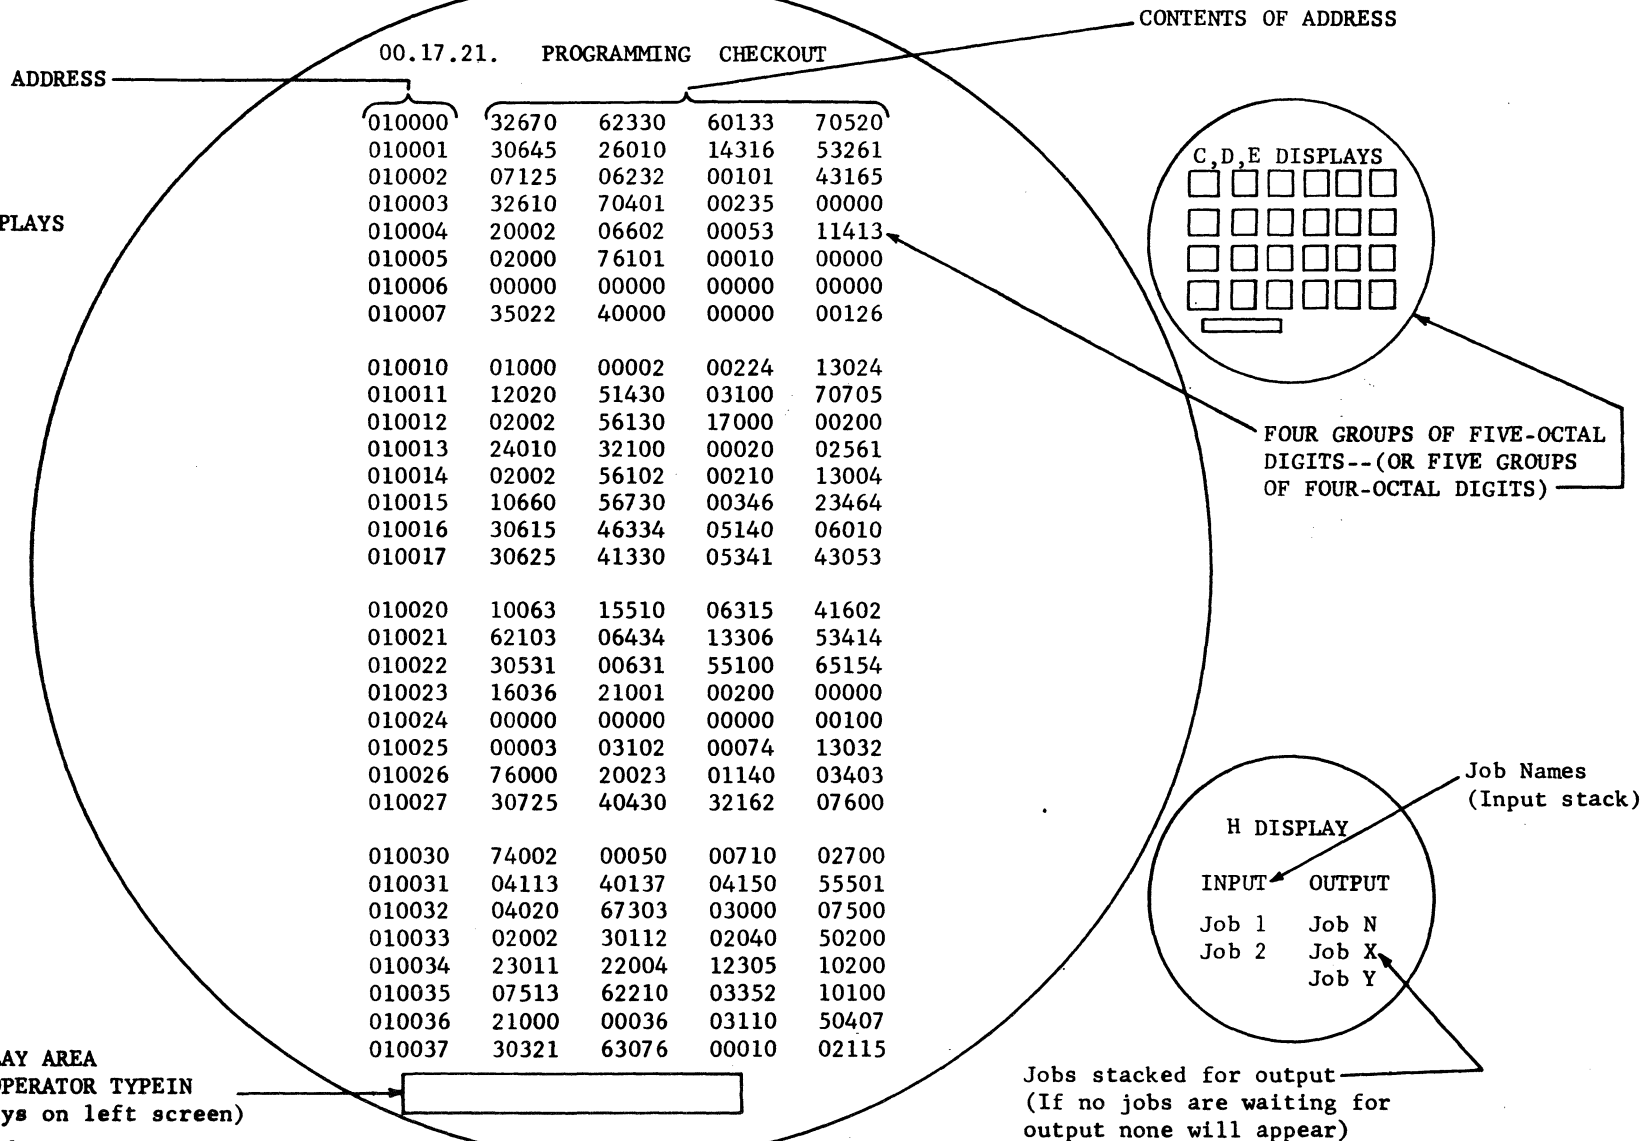 CONTENTS OF ADDRESS
00.17.21. PROGRAMMING CHECKOUT
ADDRESS
010000 32670 62330 60133 70520
010001 30645 26010 14316 53261
010002 07125 06232 00101 43165
010003 32610 70401 00235 00000
010004 20002 06602 00053 11413
010005 02000 76101 00010 00000
010006 00000 00000 00000 00000
010007 35022 40000 00000 00126
010010 01000 00002 00224 13024
010011 12020 51430 03100 70705
010012 02002 56130 17000 00200
010013 24010 32100 00020 02561
010014 02002 56102 00210 13004
010015 10660 56730 00346 23464
010016 30615 46334 05140 06010
010017 30625 41330 05341 43053
010020 10063 15510 06315 41602
010021 62103 06434 13306 53414
010022 30531 00631 55100 65154
010023 16036 21001 00200 00000
010024 00000 00000 00000 00100
010025 00003 03102 00074 13032
010026 76000 20023 01140 03403
010027 30725 40430 32162 07600
010030 74002 00050 00710 02700
010031 04113 40137 04150 55501
010032 04020 67303 03000 07500
010033 02002 30112 02040 50200
010034 23011 22004 12305 10200
010035 07513 62210 03352 10100
010036 21000 00036 03110 50407
010037 30321 63076 00010 02115
PLAYS
AY AREA
OPERATOR TYPEIN
ys on left screen)
C,D,E DISPLAYS
FOUR GROUPS OF FIVE-OCTAL
DIGITS--(OR FIVE GROUPS
OF FOUR-OCTAL DIGITS)
Job Names
(Input stack)
H DISPLAY
INPUT OUTPUT
Job 1 Job N
Job 2 Job X
Job Y
Jobs stacked for output
(If no jobs are waiting for
output none will appear)